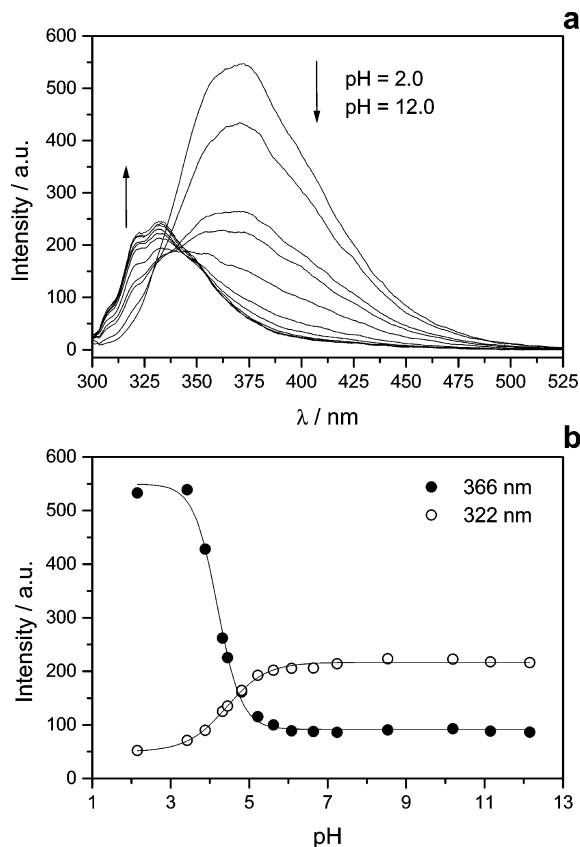 a
600
500
400
300
200
100
0
Intensity / a.u.
pH = 2.0
pH = 12.0
300 325 350 375 400 425 450 475 500 525
λ / nm
b
600
500
400
300
200
100
0
Intensity / a.u.
366 nm
322 nm
1 3 5 7 9 11 13
pH